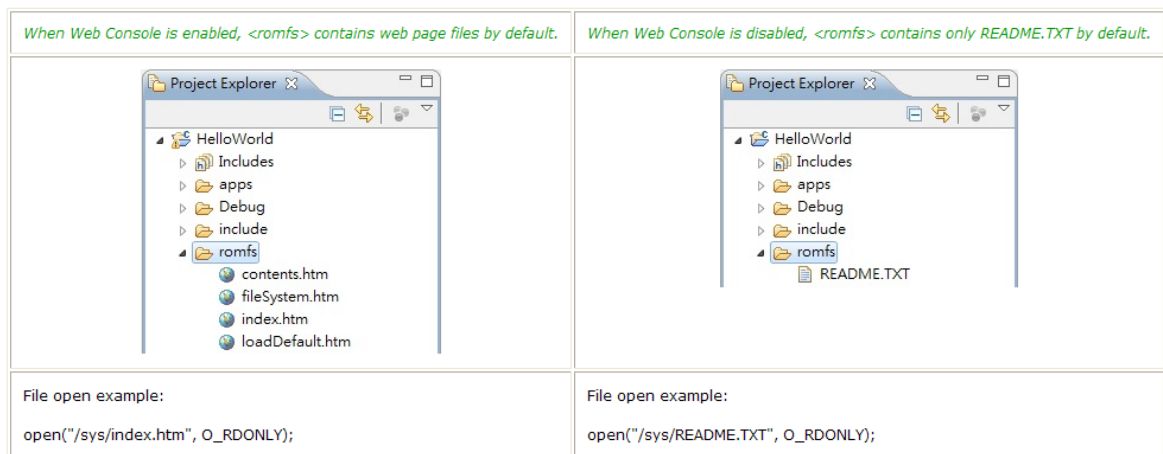 When Web Console is enabled, <romfs> contains web page files by default.
Project Explorer
HelloWorld
Includes
apps
Debug
include
romfs
contents.htm
fileSystem.htm
index.htm
loadDefault.htm
File open example:
open("/sys/index.htm", O_RDONLY);
When Web Console is disabled, <romfs> contains only README.TXT by default.
Project Explorer
HelloWorld
Includes
apps
Debug
include
romfs
README.TXT
File open example:
open("/sys/README.TXT", O_RDONLY);